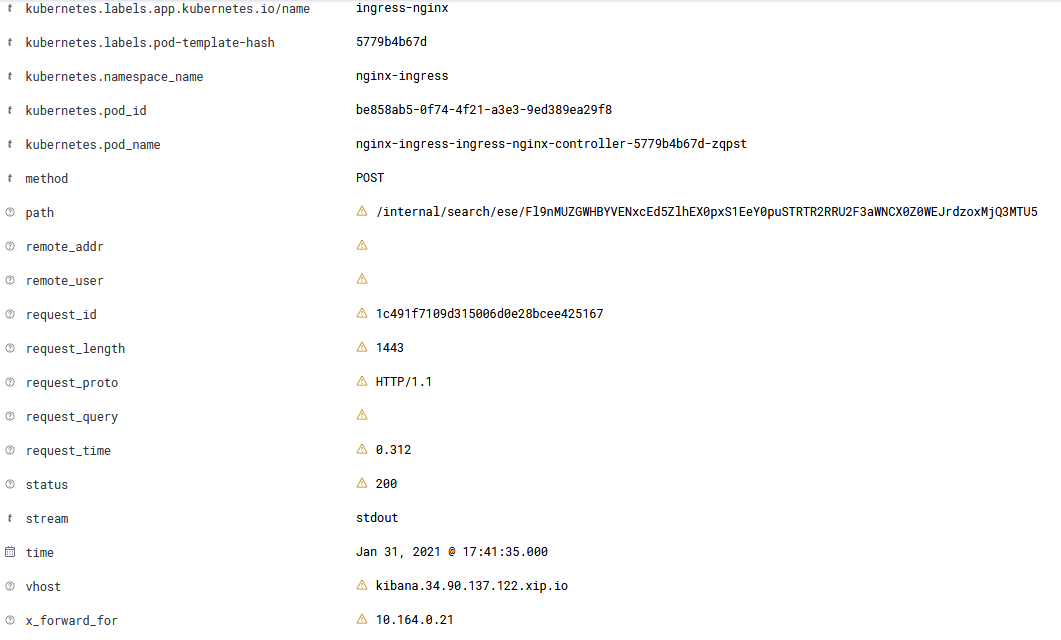 kubernetes.labels.app.kubernetes.io/name ingress-nginx
kubernetes.labels.pod-template-hash 5779b4b67d
kubernetes.namespace_name nginx-ingress
kubernetes.pod_id be858ab5-0f74-4f21-a3e3-9ed389ea29f8
kubernetes.pod_name nginx-ingress-ingress-nginx-controller-5779b4b67d-zqpst
method POST
path /internal/search/ese/Fl9nMUZGWHBYVENxcEd5ZlhEX0pxS1EeY0puSTRTR2RRU2F3aWNCX0Z0WEJrdzoxMjQ3MTU5
remote_addr
remote_user
request_id 1c491f7109d315006d0e28bcee425167
request_length 1443
request_proto HTTP/1.1
request_query
request_time 0.312
status 200
stream stdout
time Jan 31, 2021 @ 17:41:35.000
vhost kibana.34.90.137.122.xip.io
x_forward_for 10.164.0.21